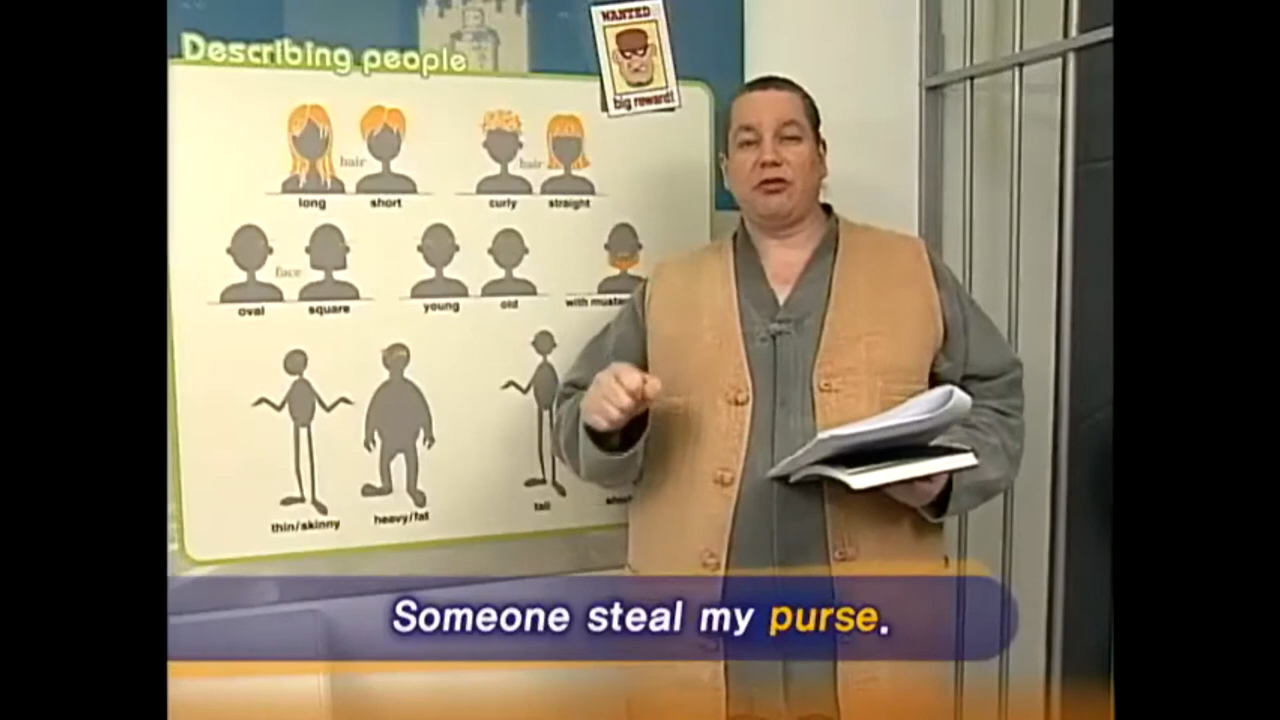 Describing people
WANTED
big reward!
hair
hair
long
short
curly
straight
face
oval
square
young
old
with
thin/skinny
heavy/fat
tall
Someone steal my purse.